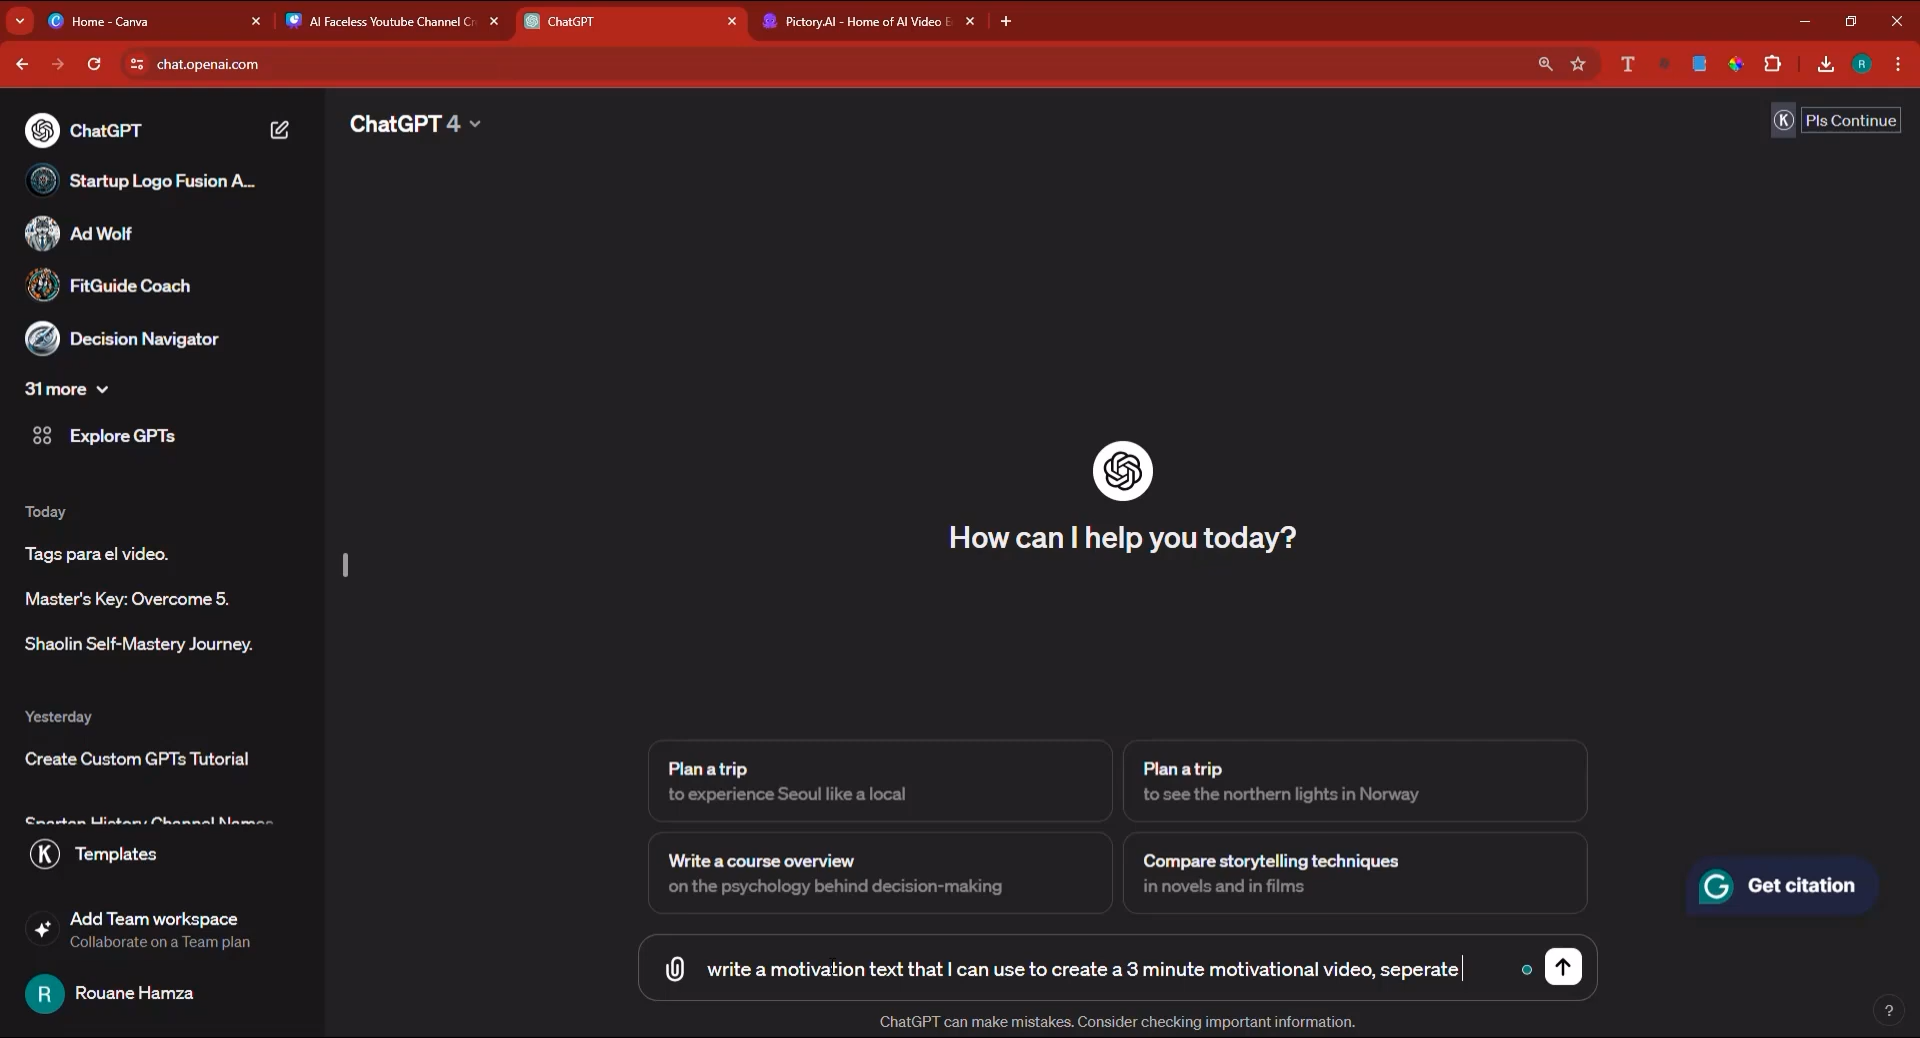 Home - Canva
AI Faceless Youtube Channel Cr
ChatGPT
Pictory.AI - Home of AI Video E
chat.openai.com
T
R
ChatGPT
Startup Logo Fusion A...
Ad Wolf
FitGuide Coach
Decision Navigator
31 more
Explore GPTs
Today
Tags para el video.
Master's Key: Overcome 5.
Shaolin Self-Mastery Journey.
Yesterday
Create Custom GPTs Tutorial
Spartan History Channel Names
K Templates
Add Team workspace
Collaborate on a Team plan
R Rouane Hamza
ChatGPT 4
K Pls Continue
How can I help you today?
Plan a trip
to experience Seoul like a local
Plan a trip
to see the northern lights in Norway
Write a course overview
on the psychology behind decision-making
Compare storytelling techniques
in novels and in films
G Get citation
write a motivation text that I can use to create a 3 minute motivational video, seperate
ChatGPT can make mistakes. Consider checking important information.
?